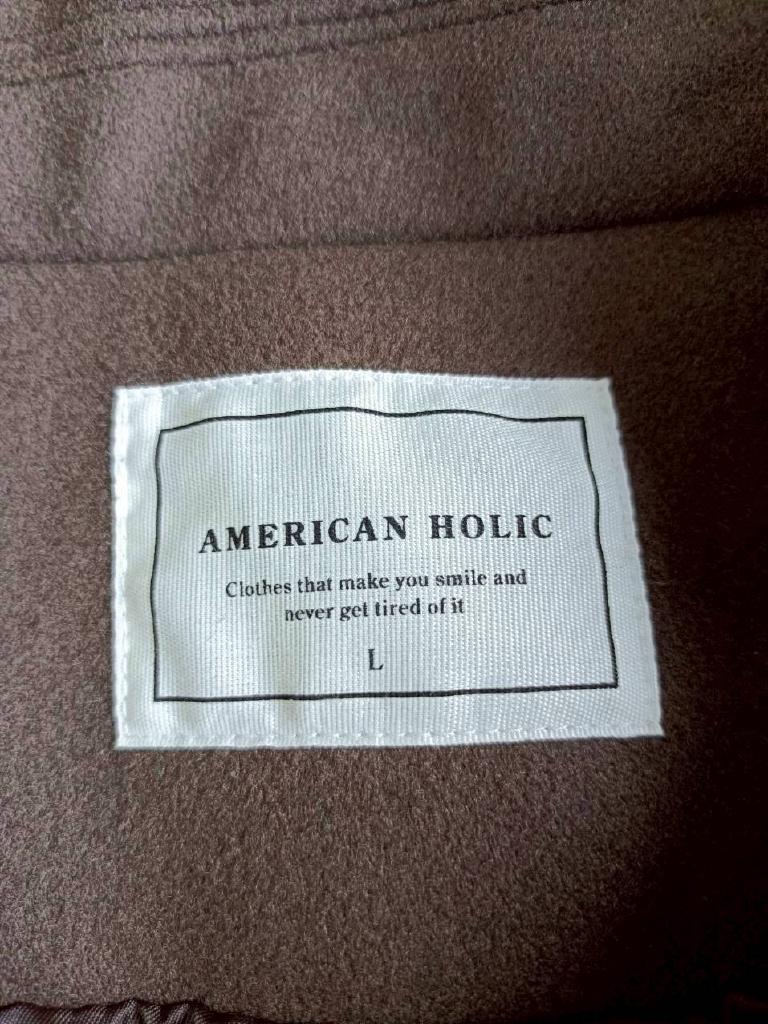 AMERICAN HOLIC
Clothes that make you smile and
never get tired of it
L